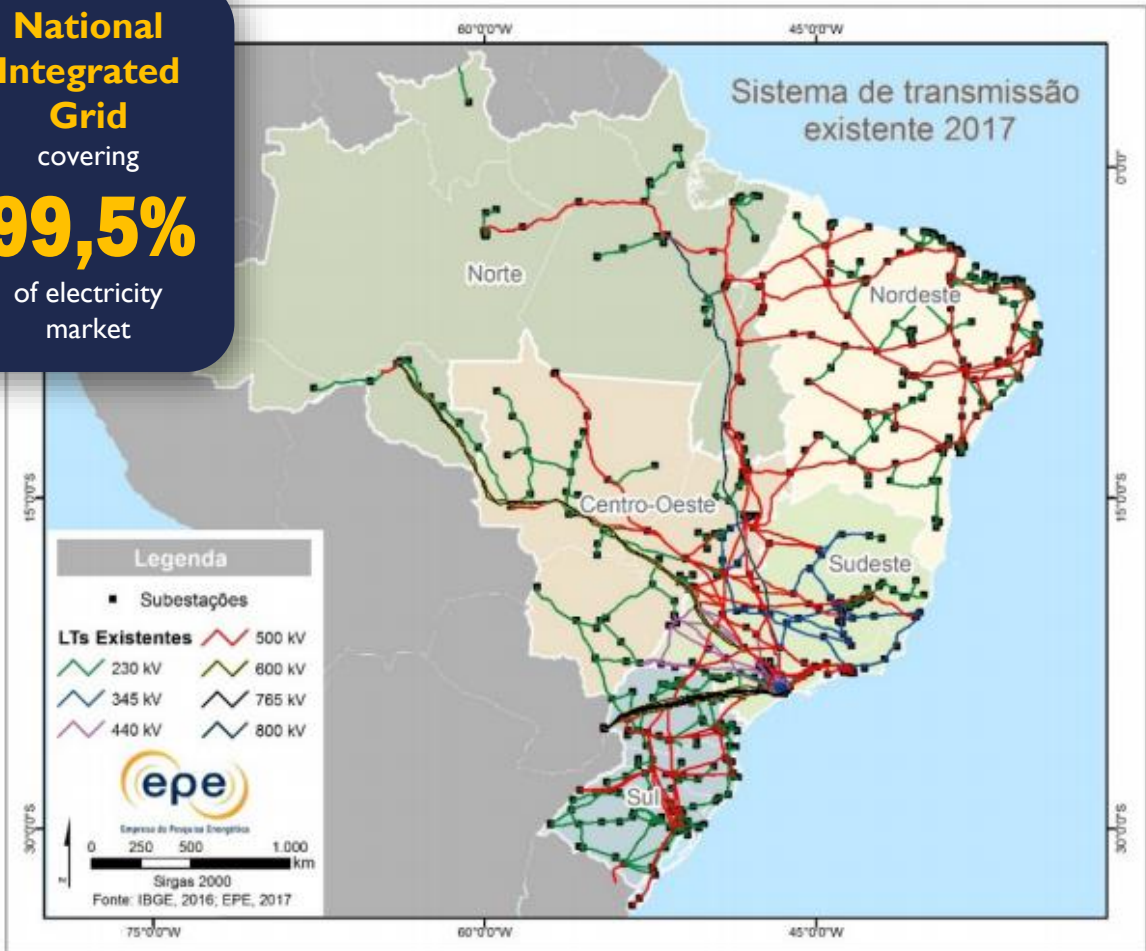 National
Integrated
Grid
covering
99,5%
of electricity
market
60°0'0"W
45°0'0"W
Sistema de transmissão
existente 2017
0°0'0"
Norte
Nordeste
15°0'0"S
15°0'0"S
Centro-Oeste
Sudeste
Legenda
Subestações
LTs Existentes
500 kV
230 kV
600 kV
345 kV
765 kV
440 kV
800 kV
epe
Empresa de Pesquisa Energética
Sul
30°0'0"S
30°0'0"S
0 250 500 1.000
km
N
Sirgas 2000
Fonte: IBGE, 2016; EPE, 2017
75°0'0"W
60°0'0"W
45°0'0"W